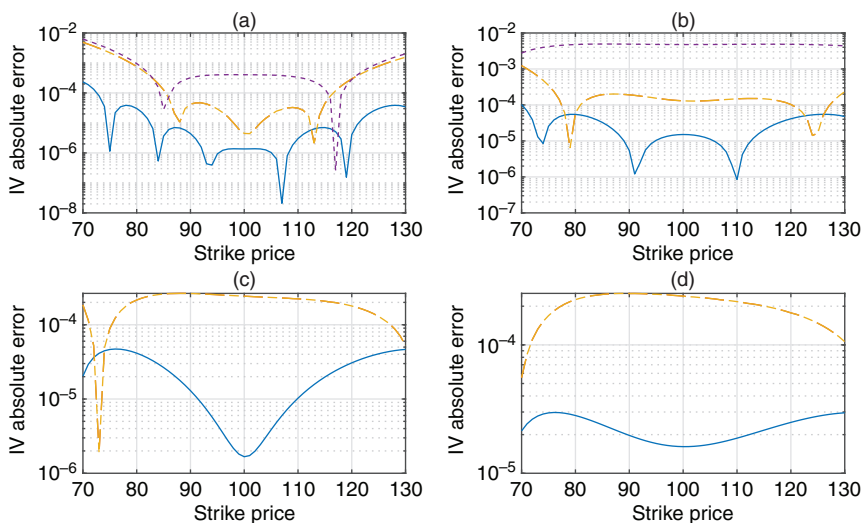 (a)
IV absolute error
10⁻²
10⁻⁴
10⁻⁶
10⁻⁸
70 80 90 100 110 120 130
Strike price
(b)
IV absolute error
10⁻²
10⁻³
10⁻⁴
10⁻⁵
10⁻⁶
10⁻⁷
70 80 90 100 110 120 130
Strike price
(c)
IV absolute error
10⁻⁴
10⁻⁵
10⁻⁶
70 80 90 100 110 120 130
Strike price
(d)
IV absolute error
10⁻⁴
10⁻⁵
70 80 90 100 110 120 130
Strike price